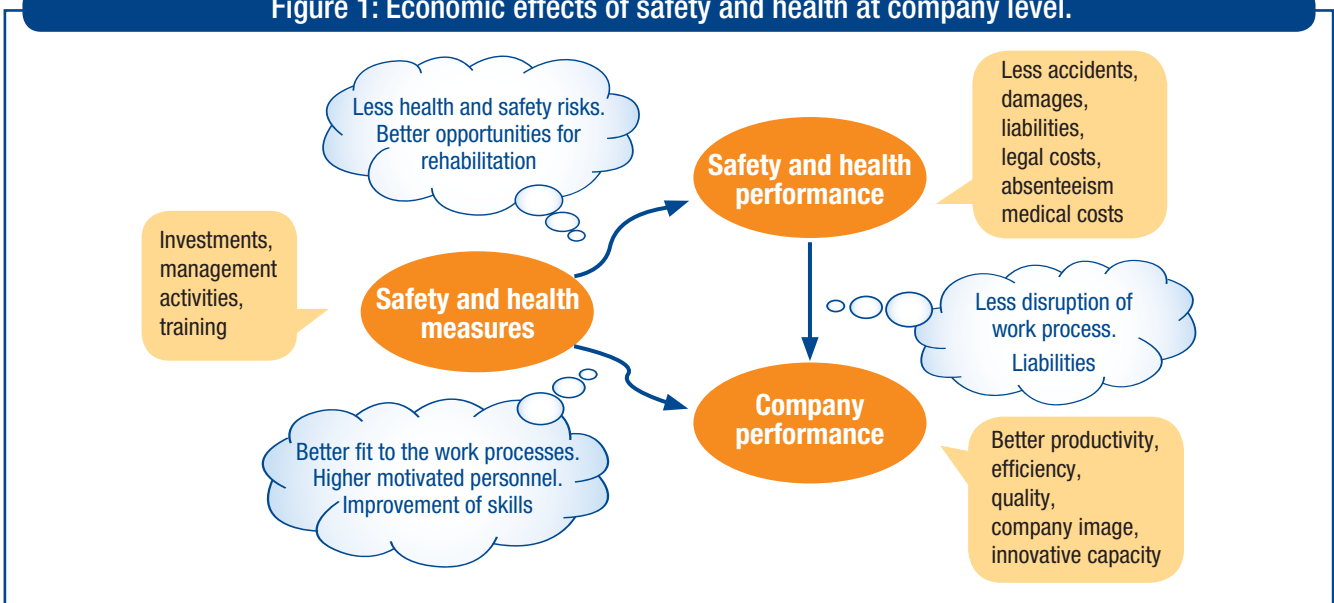 Figure 1: Economic effects of safety and health at company level.
Less health and safety risks.
Better opportunities for
rehabilitation
Safety and health
performance
Less accidents,
damages,
liabilities,
legal costs,
absenteeism
medical costs
Investments,
management
activities,
training
Safety and health
measures
Less disruption of
work process.
Liabilities
Better fit to the work processes.
Higher motivated personnel.
Improvement of skills
Company
performance
Better productivity,
efficiency,
quality,
company image,
innovative capacity